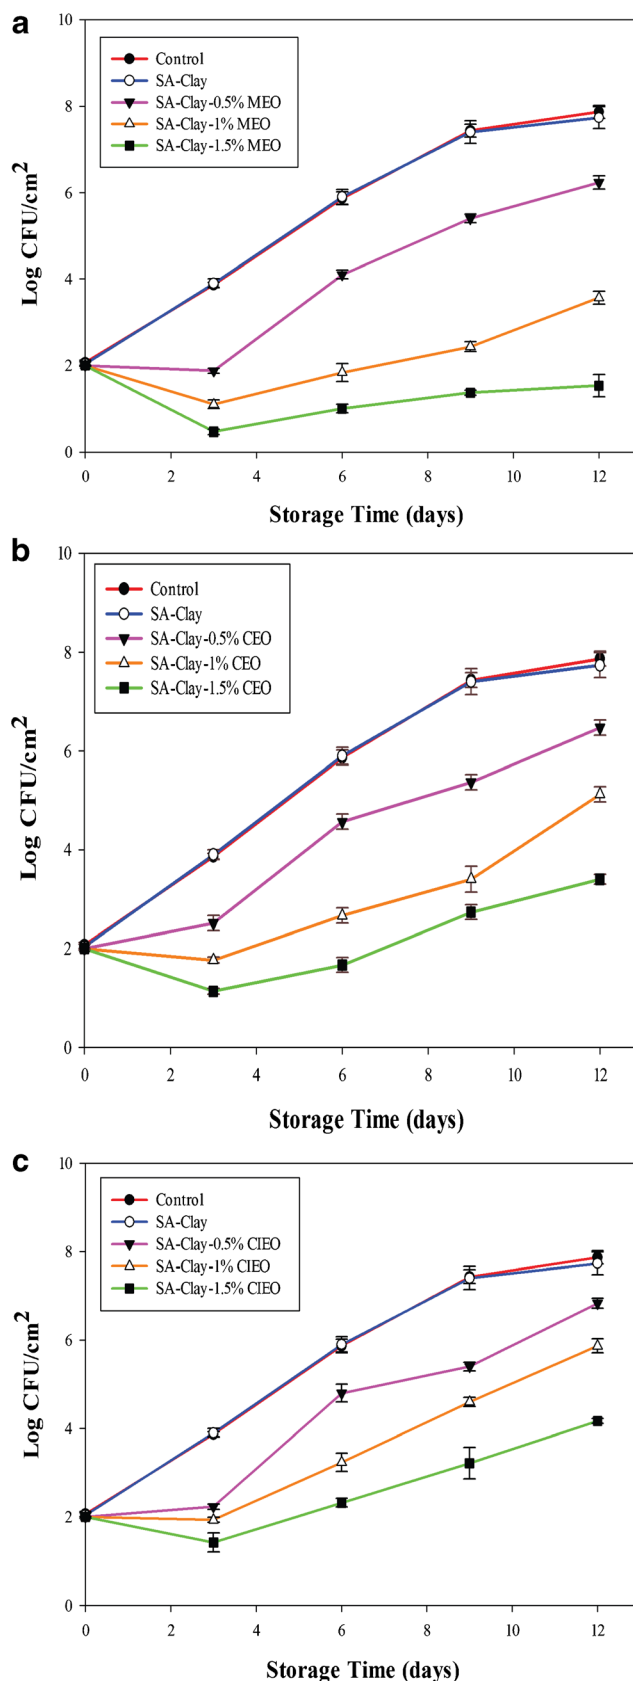 a
10
8
6
4
2
0
Log CFU/cm2
Control
SA-Clay
SA-Clay-0.5% MEO
SA-Clay-1% MEO
SA-Clay-1.5% MEO
0 2 4 6 8 10 12
Storage Time (days)
b
10
8
6
4
2
0
Log CFU/cm2
Control
SA-Clay
SA-Clay-0.5% CEO
SA-Clay-1% CEO
SA-Clay-1.5% CEO
0 2 4 6 8 10 12
Storage Time (days)
c
10
8
6
4
2
0
Log CFU/cm2
Control
SA-Clay
SA-Clay-0.5% CIEO
SA-Clay-1% CIEO
SA-Clay-1.5% CIEO
0 2 4 6 8 10 12
Storage Time (days)